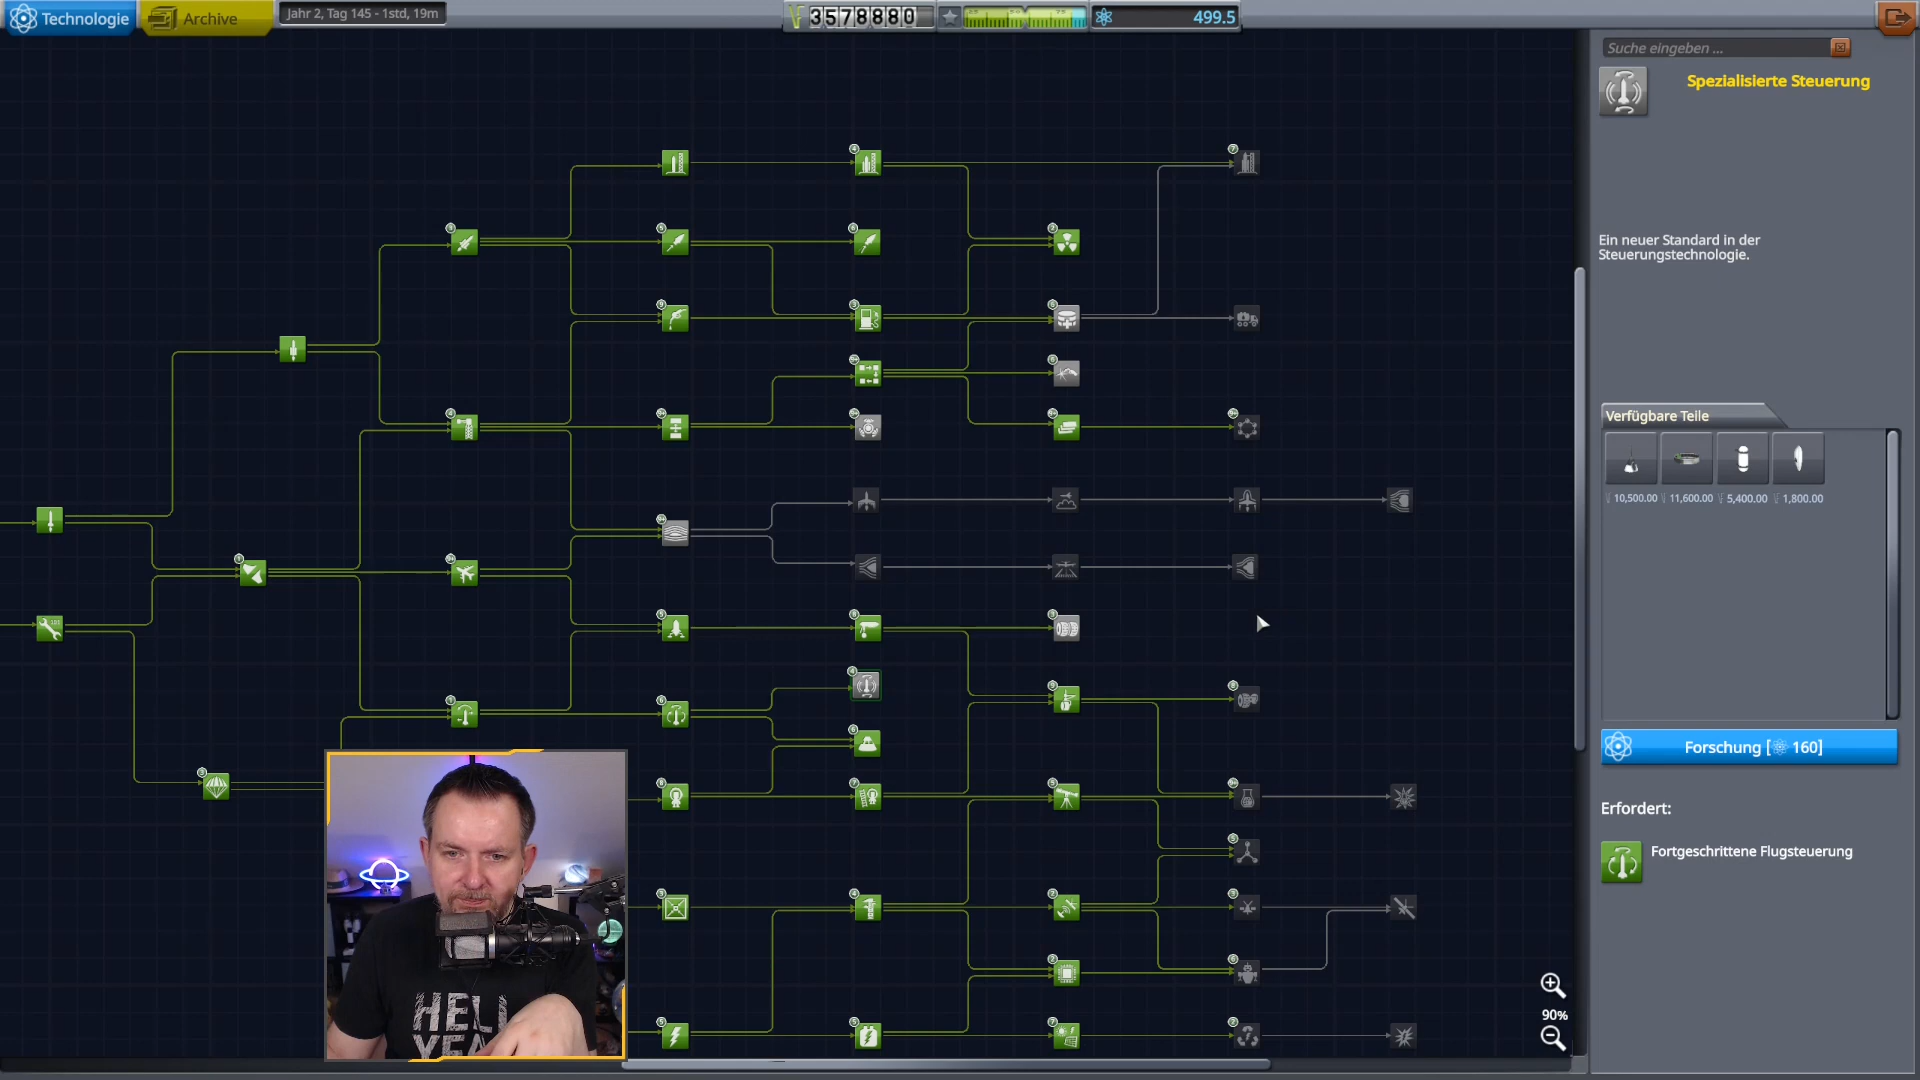 Technologie
Archive
Jahr 2, Tag 145 - 1std, 19m
3578880
499.5
Suche eingeben ...
Spezialisierte Steuerung
Ein neuer Standard in der
Steuerungstechnologie.
Verfügbare Teile
10,500.00
11,600.00
5,400.00
1,800.00
Forschung [160]
Erfordert:
Fortgeschrittene Flugsteuerung
90%
HELL
YEA